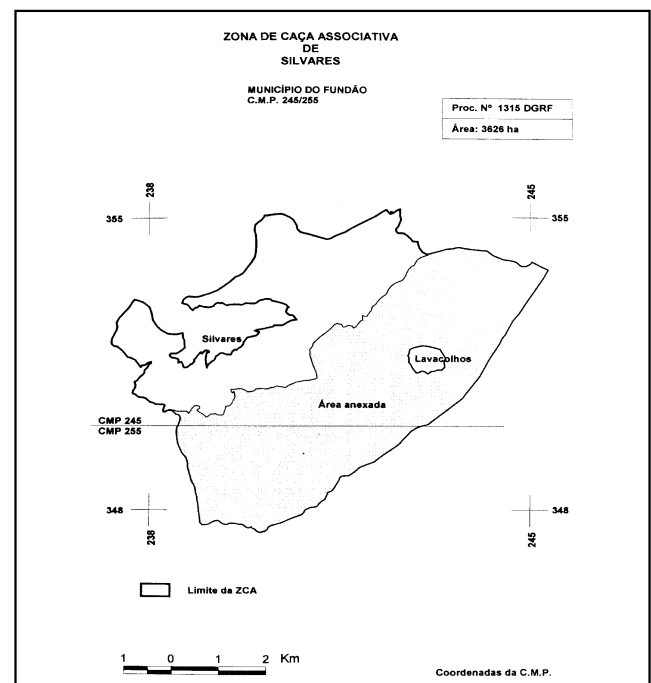 ZONA DE CAÇA ASSOCIATIVA
DE
SILVARES
MUNICÍPIO DO FUNDÃO
C.M.P. 245/255
Proc. Nº 1315 DGRF
Área: 3626 ha
238
245
355
355
Silvares
Lavacolhos
Área anexada
CMP 245
CMP 255
348
348
238
245
Limite da ZCA
1 0 1 2 Km
Coordenadas da C.M.P.